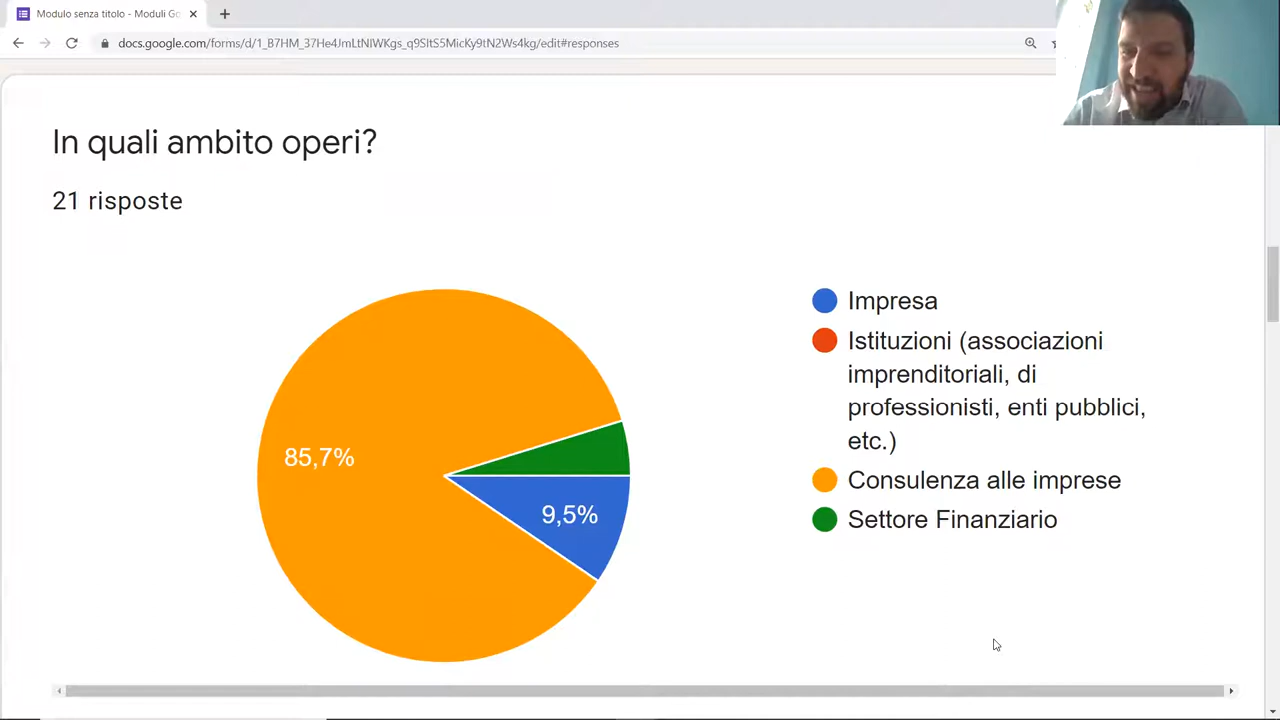 Modulo senza titolo - Moduli Go
docs.google.com/forms/d/1_B7HM_37He4JmLtNIWKgs_q9SItS5MicKy9tN2Ws4kg/edit#responses
In quali ambito operi?
21 risposte
85,7%
9,5%
Impresa
Istituzioni (associazioni
imprenditoriali, di
professionisti, enti pubblici,
etc.)
Consulenza alle imprese
Settore Finanziario